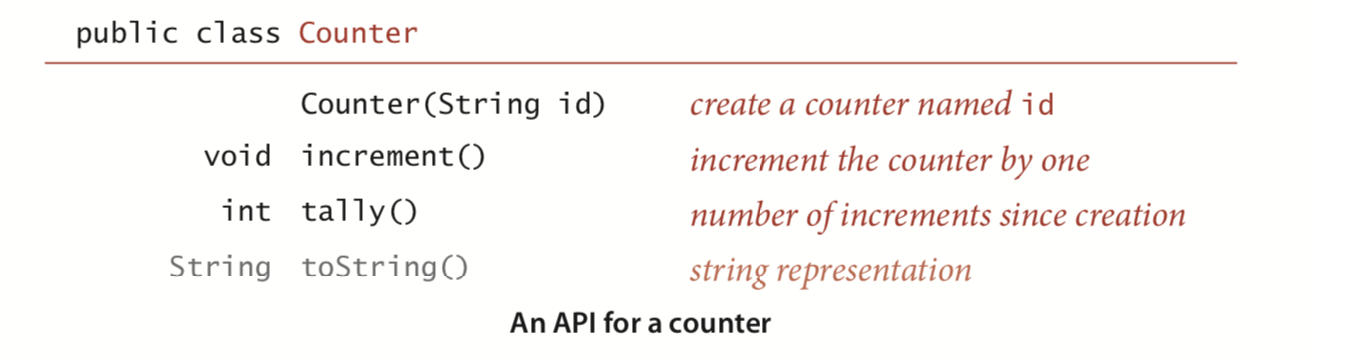 public class Counter
Counter(String id) create a counter named id
void increment() increment the counter by one
int tally() number of increments since creation
String toString() string representation
An API for a counter